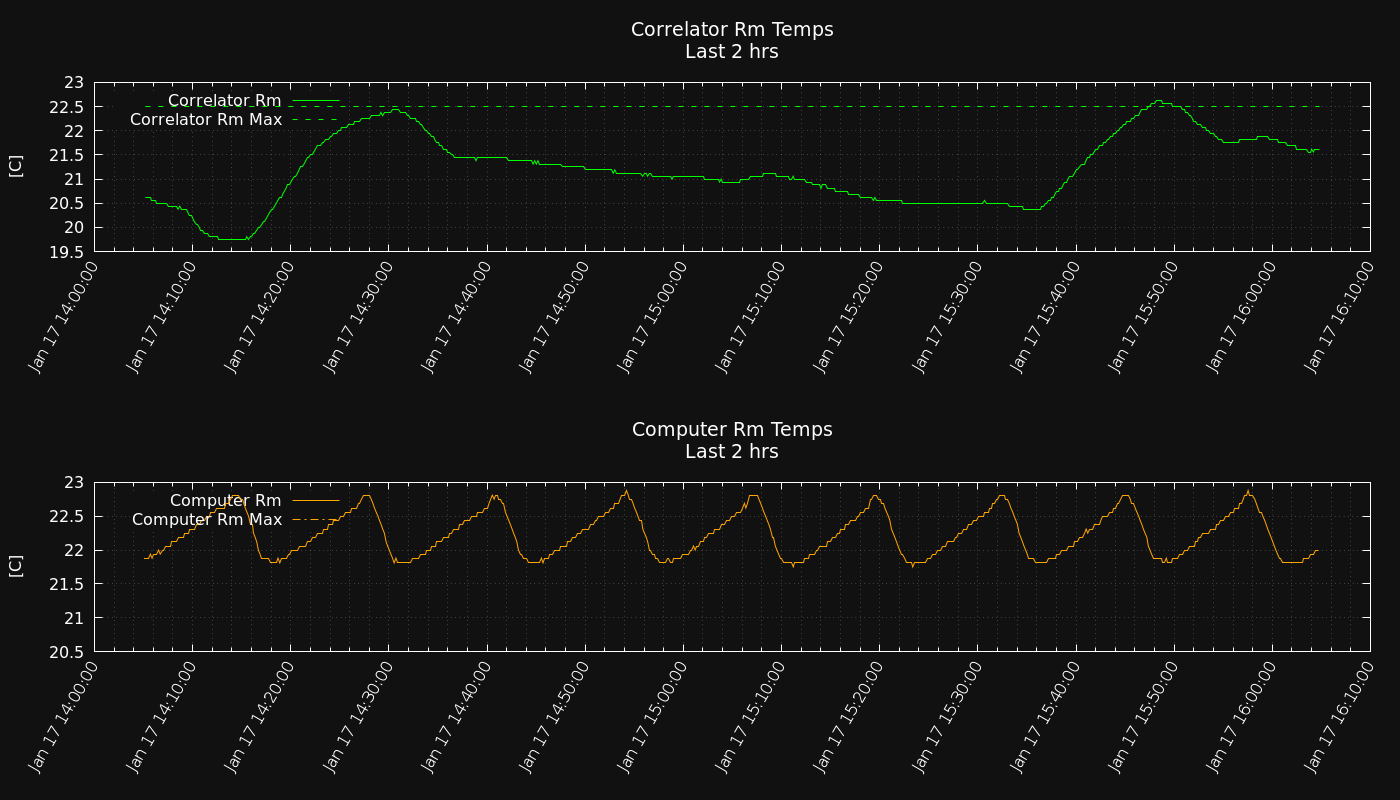 Correlator Rm Temps
Last 2 hrs
23
22.5
22
21.5
21
20.5
20
19.5
[C]
Correlator Rm
Correlator Rm Max
Jan 17 14:00:00
Jan 17 14:10:00
Jan 17 14:20:00
Jan 17 14:30:00
Jan 17 14:40:00
Jan 17 14:50:00
Jan 17 15:00:00
Jan 17 15:10:00
Jan 17 15:20:00
Jan 17 15:30:00
Jan 17 15:40:00
Jan 17 15:50:00
Jan 17 16:00:00
Jan 17 16:10:00
Computer Rm Temps
Last 2 hrs
23
22.5
22
21.5
21
20.5
[C]
Computer Rm
Computer Rm Max
Jan 17 14:00:00
Jan 17 14:10:00
Jan 17 14:20:00
Jan 17 14:30:00
Jan 17 14:40:00
Jan 17 14:50:00
Jan 17 15:00:00
Jan 17 15:10:00
Jan 17 15:20:00
Jan 17 15:30:00
Jan 17 15:40:00
Jan 17 15:50:00
Jan 17 16:00:00
Jan 17 16:10:00